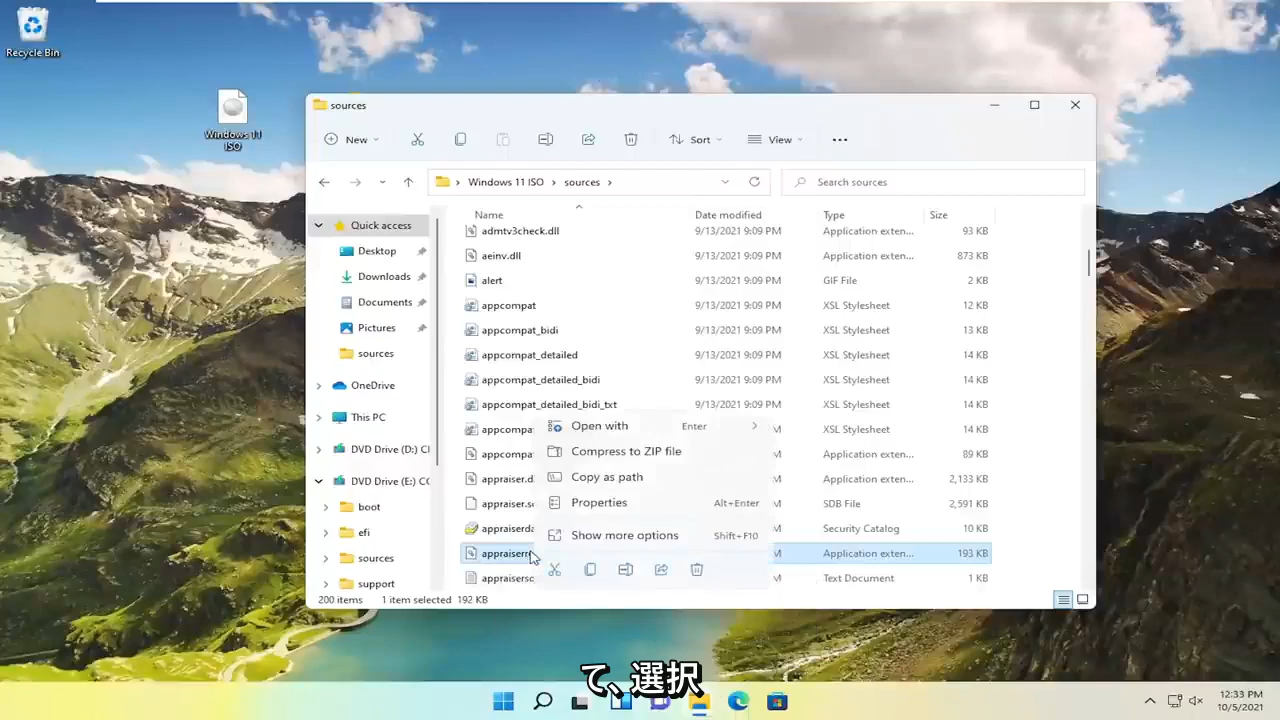 Recycle Bin
Windows 11
ISO
sources
New
Sort
View
Windows 11 ISO
sources
Search sources
Name
Date modified
Type
Size
Quick access
Desktop
Downloads
Documents
Pictures
sources
OneDrive
This PC
DVD Drive (D:) C
DVD Drive (E:) CC
boot
efi
sources
support
admtv3check.dll 9/13/2021 9:09 PM Application exten... 93 KB
aeinv.dll 9/13/2021 9:09 PM Application exten... 873 KB
alert 9/13/2021 9:09 PM GIF File 2 KB
appcompat 9/13/2021 9:09 PM XSL Stylesheet 12 KB
appcompat_bidi 9/13/2021 9:09 PM XSL Stylesheet 13 KB
appcompat_detailed 9/13/2021 9:09 PM XSL Stylesheet 14 KB
appcompat_detailed_bidi 9/13/2021 9:09 PM XSL Stylesheet 14 KB
appcompat_detailed_bidi_txt 9/13/2021 9:09 PM XSL Stylesheet 14 KB
appcompa M XSL Stylesheet 14 KB
appcompa M Application exten... 89 KB
appraiser.d M Application exten... 2,133 KB
appraiser.s M SDB File 2,591 KB
appraiserda M Security Catalog 10 KB
appraiserr M Application exten... 193 KB
appraiser M Text Document 1 KB
Open with Enter
Compress to ZIP file
Copy as path
Properties Alt+Enter
Show more options Shift+F10
200 items 1 item selected 192 KB
て、選択
12:33 PM
10/5/2021